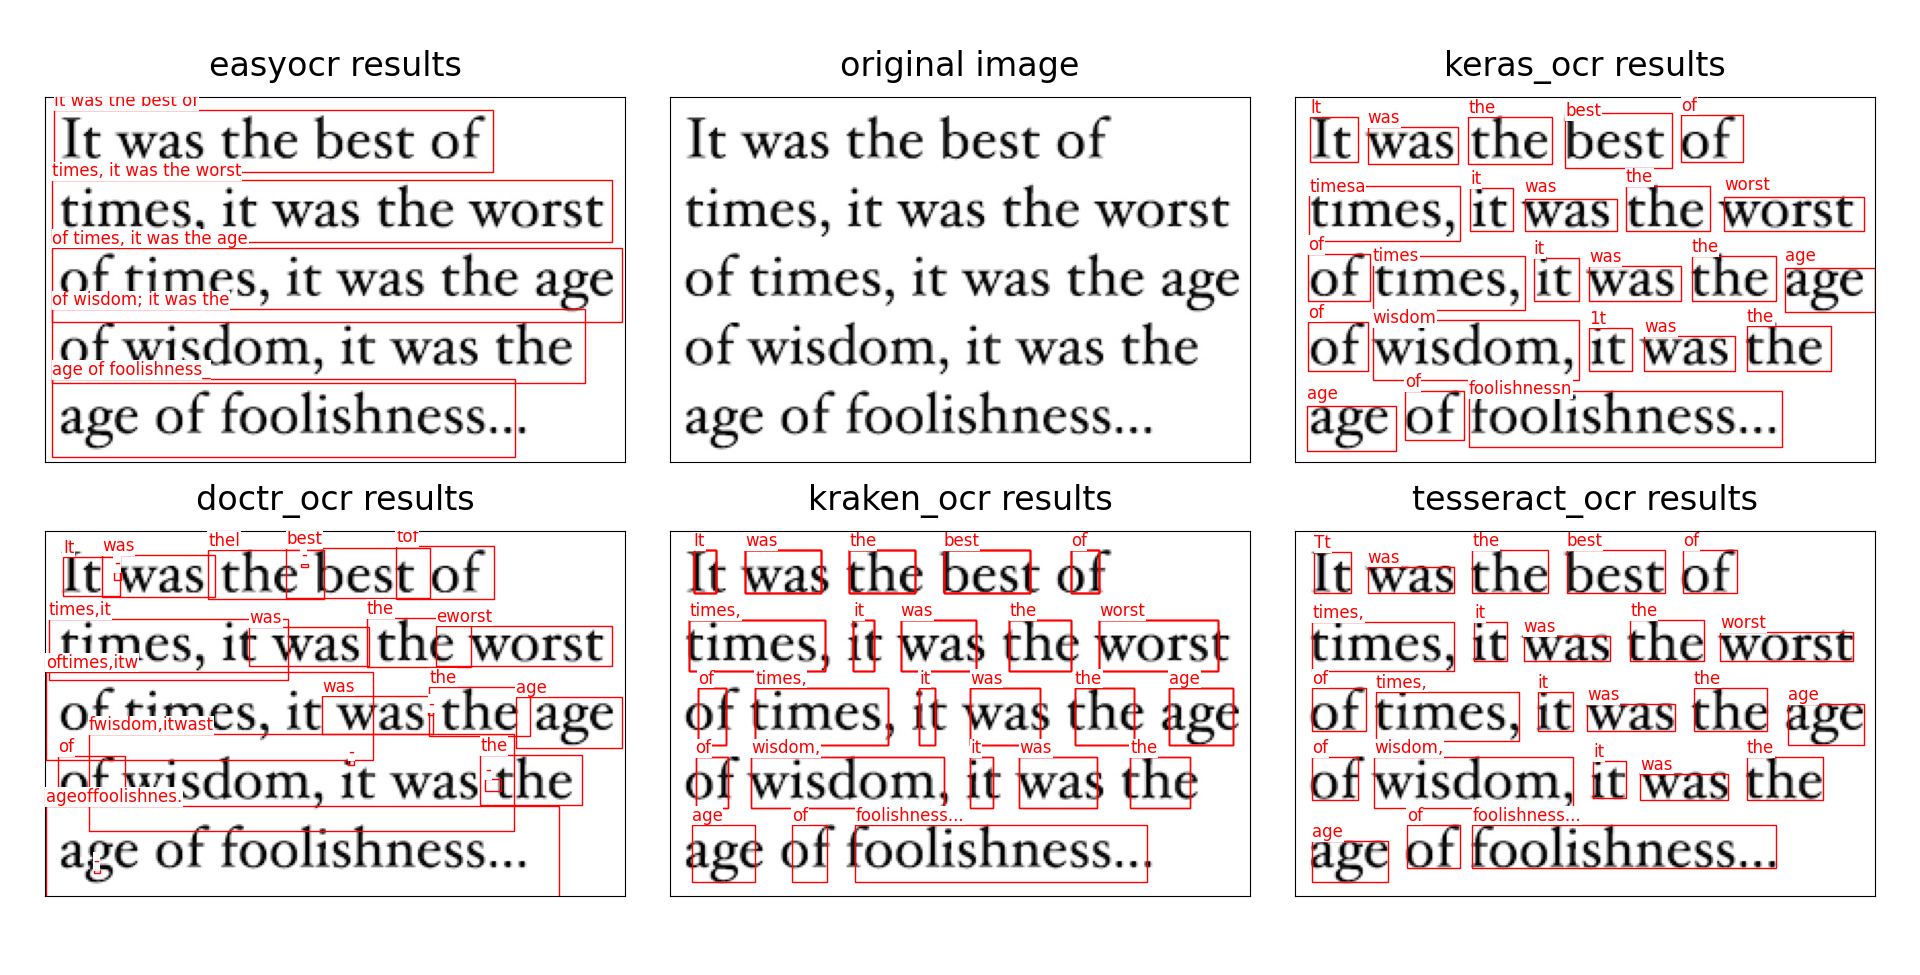 easyocr results
It was the best of
It was the best of
times, it was the worst
times, it was the worst
of times, it was the age
of times, it was the age
of wisdom; it was the
of wisdom, it was the
age of foolishness_
age of foolishness...
original image
It was the best of
times, it was the worst
of times, it was the age
of wisdom, it was the
age of foolishness...
keras_ocr results
It was the best of
It was the best of
timesa it was the worst
times, it was the worst
of times it was the age
of times, it was the age
of wisdom 1t was the
of wisdom, it was the
age of foolishnessn
age of foolishness...
doctr_ocr results
It was thel - best tof
It was the best of
times,it was the eworst
times, it was the worst
oftimes,itw was the age
of times, it was the age
of fwisdom,itwast - the
of wisdom, it was the
ageoffoolishnes.
age of foolishness...
kraken_ocr results
It was the best of
It was the best of
times, it was the worst
times, it was the worst
of times, it was the age
of times, it was the age
of wisdom, it was the
of wisdom, it was the
age of foolishness...
age of foolishness...
tesseract_ocr results
Tt was the best of
It was the best of
times, it was the worst
times, it was the worst
of times, it was the age
of times, it was the age
of wisdom, it was the
of wisdom, it was the
age of foolishness...
age of foolishness...